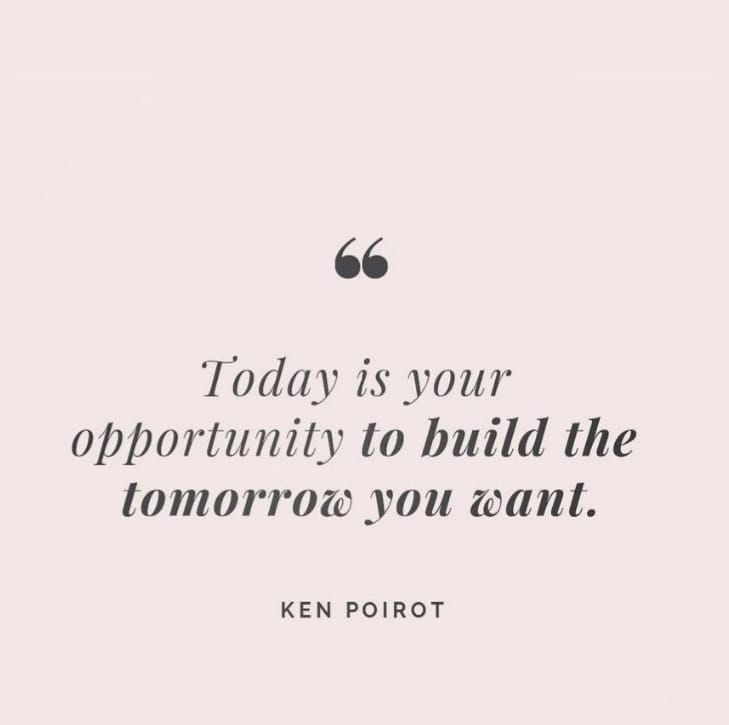 “
Today is your
opportunity to build the
tomorrow you want.
KEN POIROT